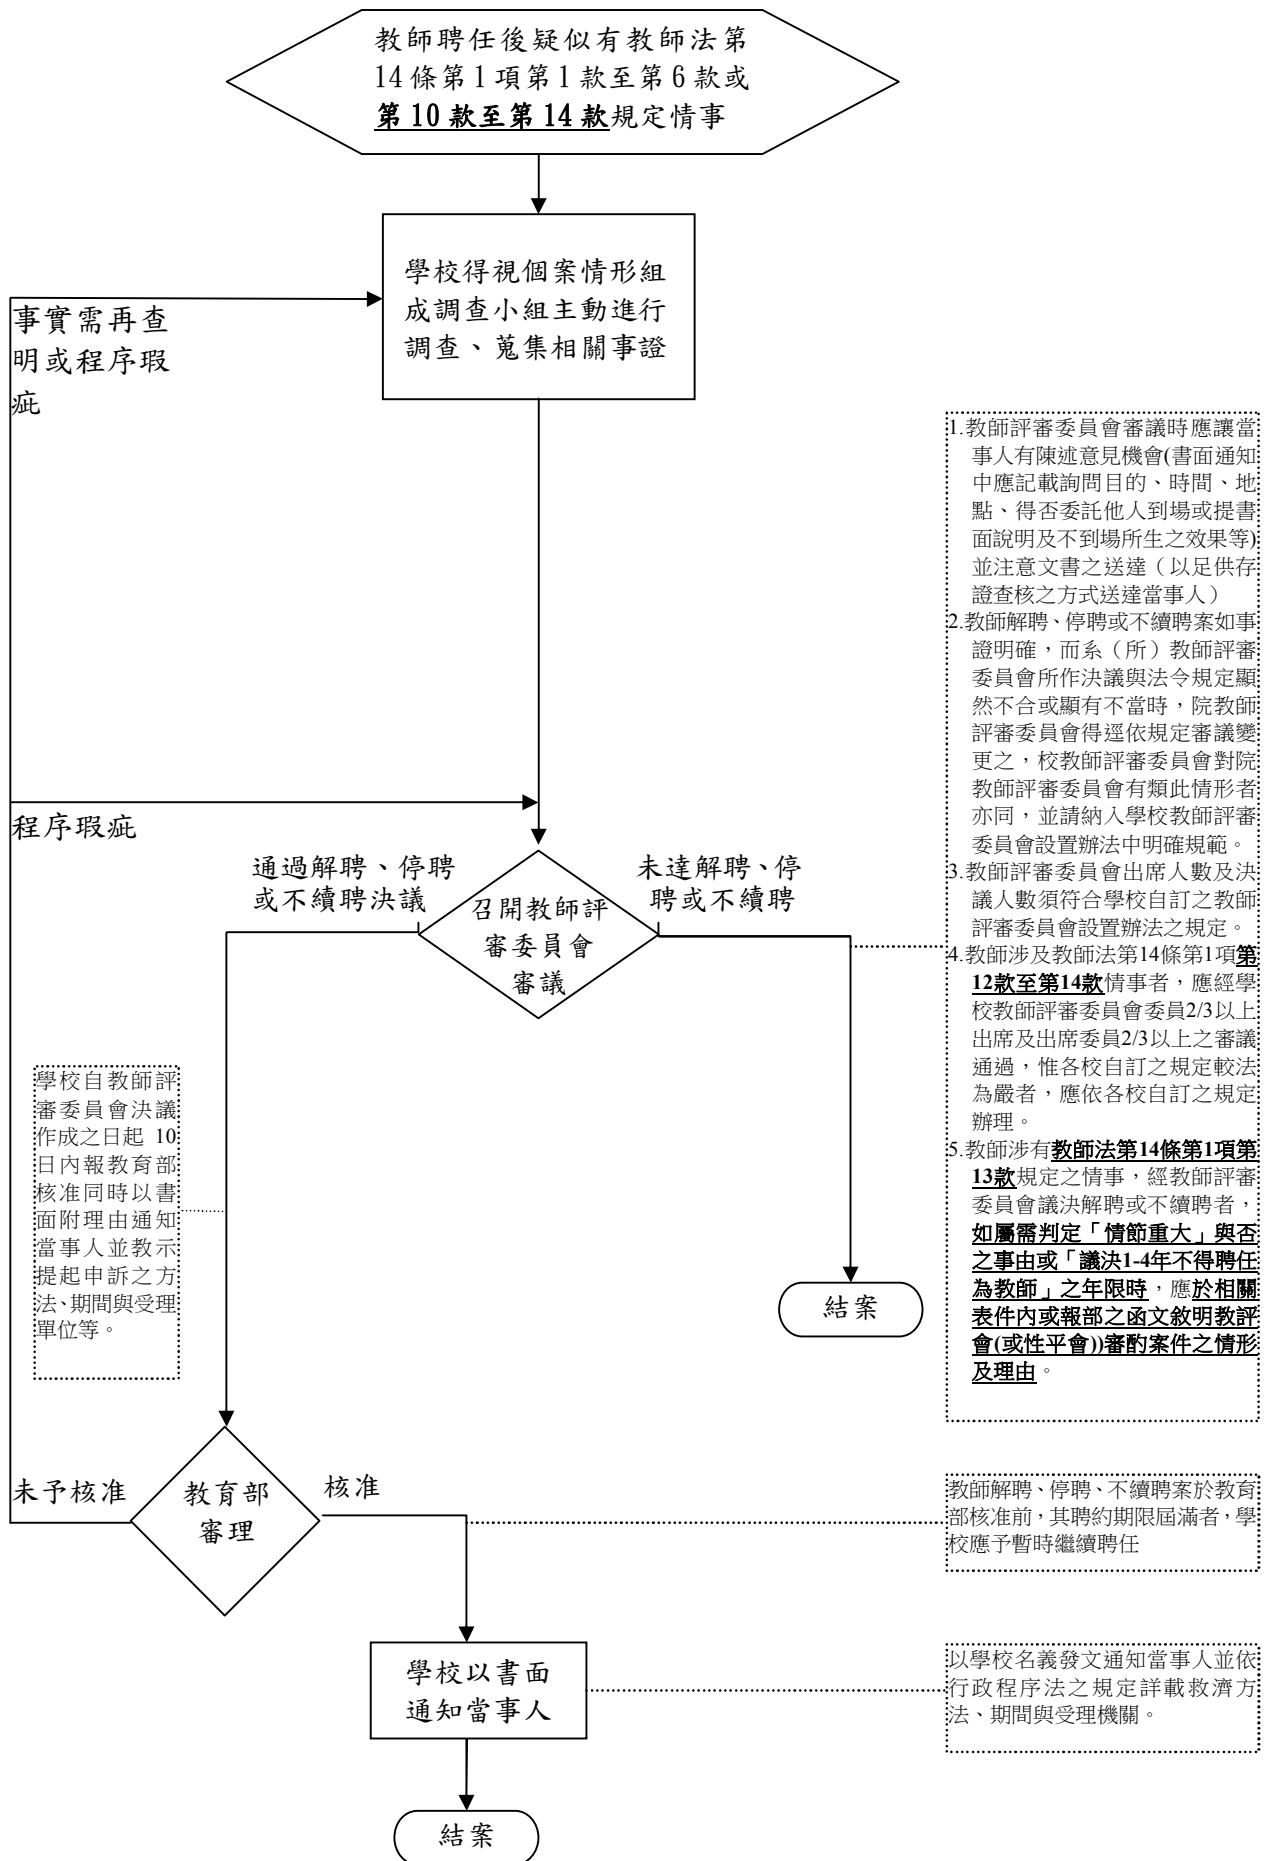 教師聘任後疑似有教師法第
14條第1項第1款至第6款或
第10款至第14款規定情事
學校得視個案情形組
成調查小組主動進行
調查、蒐集相關事證
事實需再查
明或程序瑕
疵
1.教師評審委員會審議時應讓當
事人有陳述意見機會(書面通知
中應記載詢問目的、時間、地
點、得否委託他人到場或提書
面說明及不到場所生之效果等)
並注意文書之送達（以足供存
證查核之方式送達當事人）
2.教師解聘、停聘或不續聘案如事
證明確，而系（所）教師評審
委員會所作決議與法令規定顯
然不合或顯有不當時，院教師
評審委員會得逕依規定審議變
更之，校教師評審委員會對院
教師評審委員會有類此情形者
亦同，並請納入學校教師評審
委員會設置辦法中明確規範。
3.教師評審委員會出席人數及決
議人數須符合學校自訂之教師
評審委員會設置辦法之規定。
4.教師涉及教師法第14條第1項第
12款至第14款情事者，應經學
校教師評審委員會委員2/3以上
出席及出席委員2/3以上之審議
通過，惟各校自訂之規定較法
為嚴者，應依各校自訂之規定
辦理。
5.教師涉有教師法第14條第1項第
13款規定之情事，經教師評審
委員會議決解聘或不續聘者，
如屬需判定「情節重大」與否
之事由或「議決1-4年不得聘任
為教師」之年限時，應於相關
表件內或報部之函文敘明教評
會(或性平會))審酌案件之情形
及理由。
程序瑕疵
通過解聘、停聘
或不續聘決議
未達解聘、停
聘或不續聘
召開教師評
審委員會
審議
學校自教師評
審委員會決議
作成之日起 10
日內報教育部
核准同時以書
面附理由通知
當事人並教示
提起申訴之方
法、期間與受理
單位等。
結案
未予核准
教育部
審理
核准
教師解聘、停聘、不續聘案於教育
部核准前，其聘約期限屆滿者，學
校應予暫時繼續聘任
學校以書面
通知當事人
以學校名義發文通知當事人並依
行政程序法之規定詳載救濟方
法、期間與受理機關。
結案